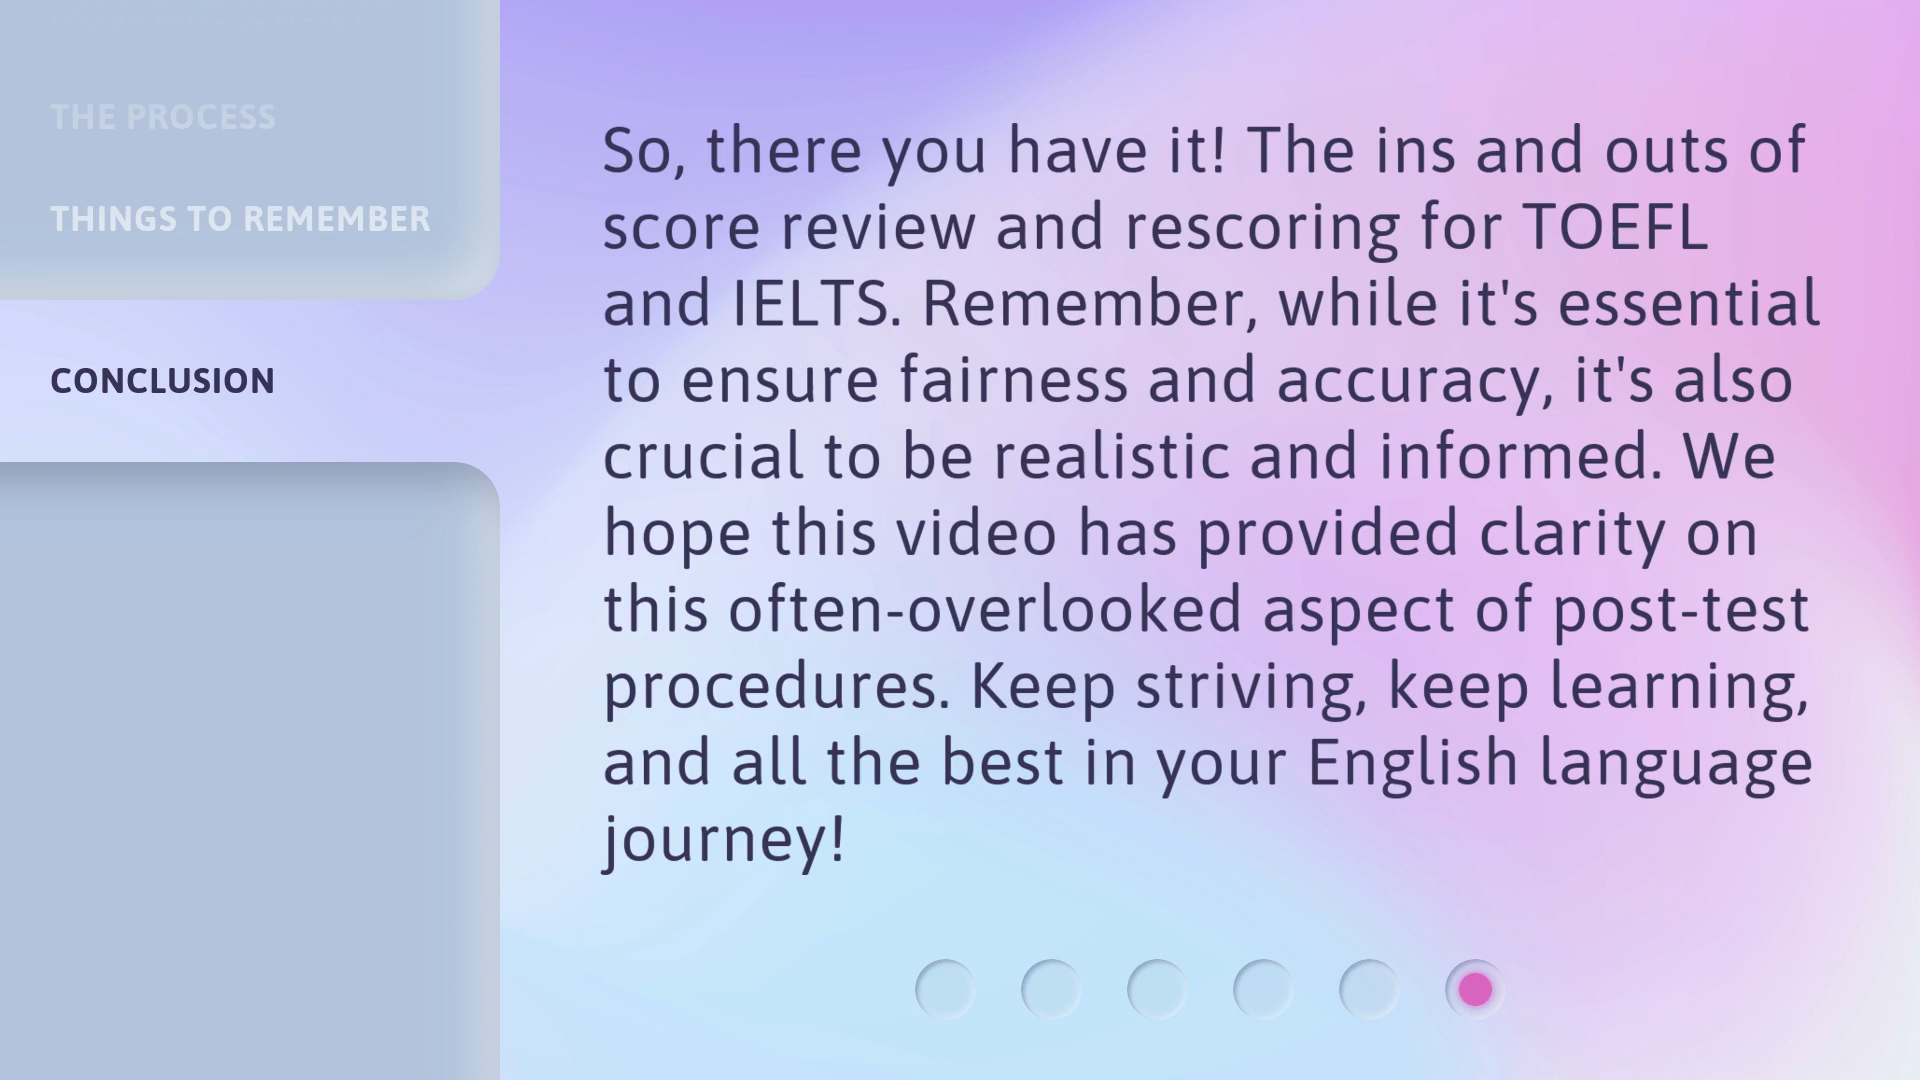 THE PROCESS
THINGS TO REMEMBER
CONCLUSION
So, there you have it! The ins and outs of
score review and rescoring for TOEFL
and IELTS. Remember, while it's essential
to ensure fairness and accuracy, it's also
crucial to be realistic and informed. We
hope this video has provided clarity on
this often-overlooked aspect of post-test
procedures. Keep striving, keep learning,
and all the best in your English language
journey!